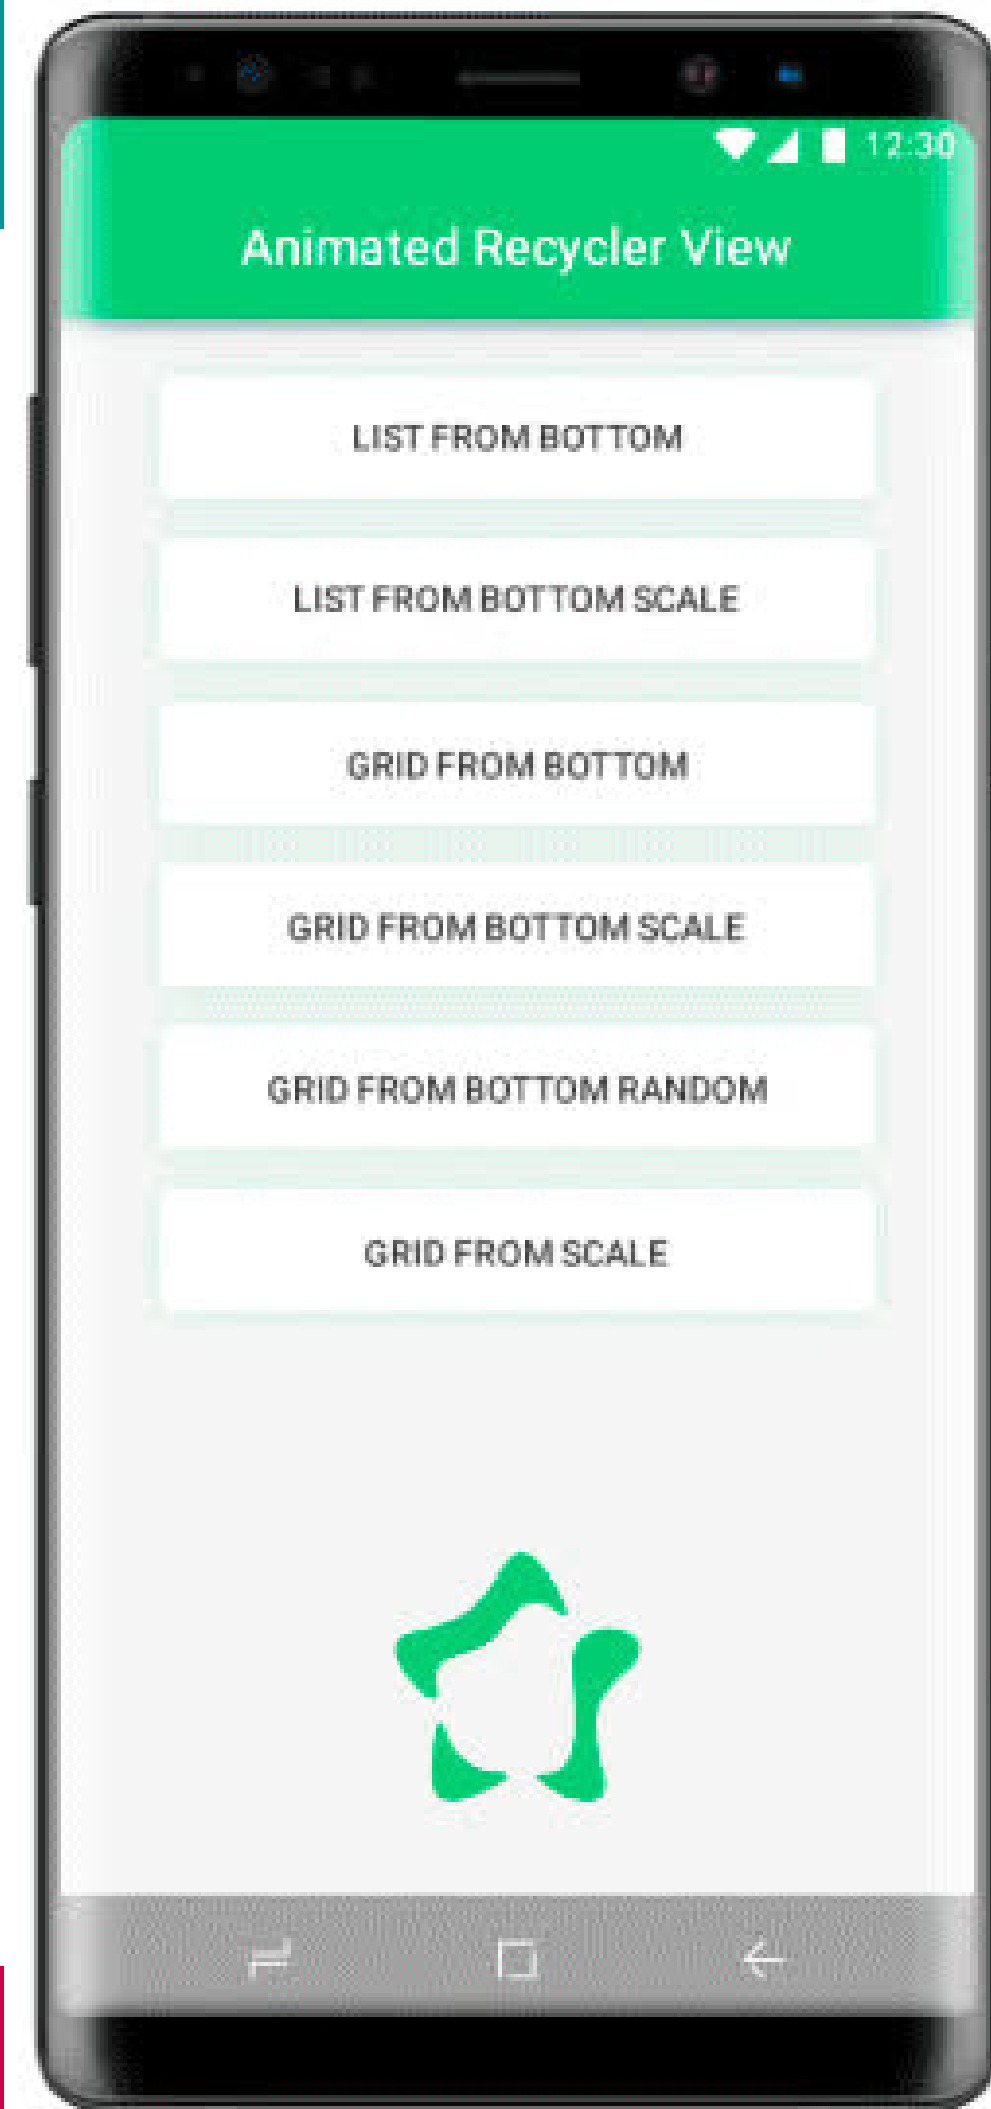 12:30
Animated Recycler View
LIST FROM BOTTOM
LIST FROM BOTTOM SCALE
GRID FROM BOTTOM
GRID FROM BOTTOM SCALE
GRID FROM BOTTOM RANDOM
GRID FROM SCALE